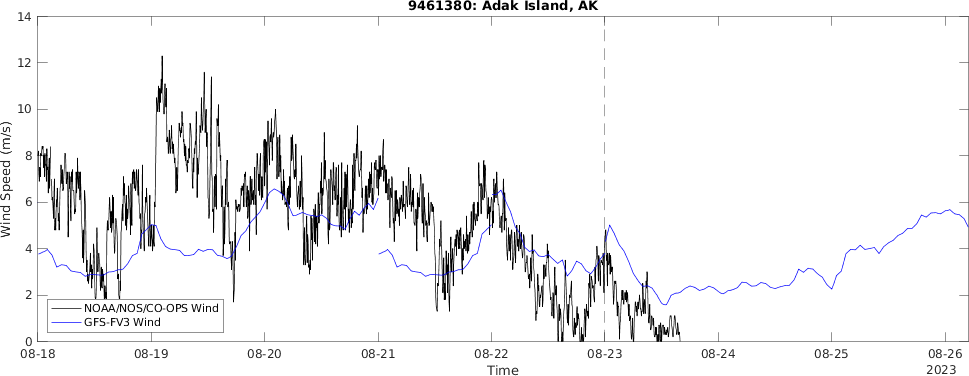 9461380: Adak Island, AK
14
12
10
8
6
4
2
0
Wind Speed (m/s)
NOAA/NOS/CO-OPS Wind
GFS-FV3 Wind
08-18 08-19 08-20 08-21 08-22 08-23 08-24 08-25 08-26
Time
2023